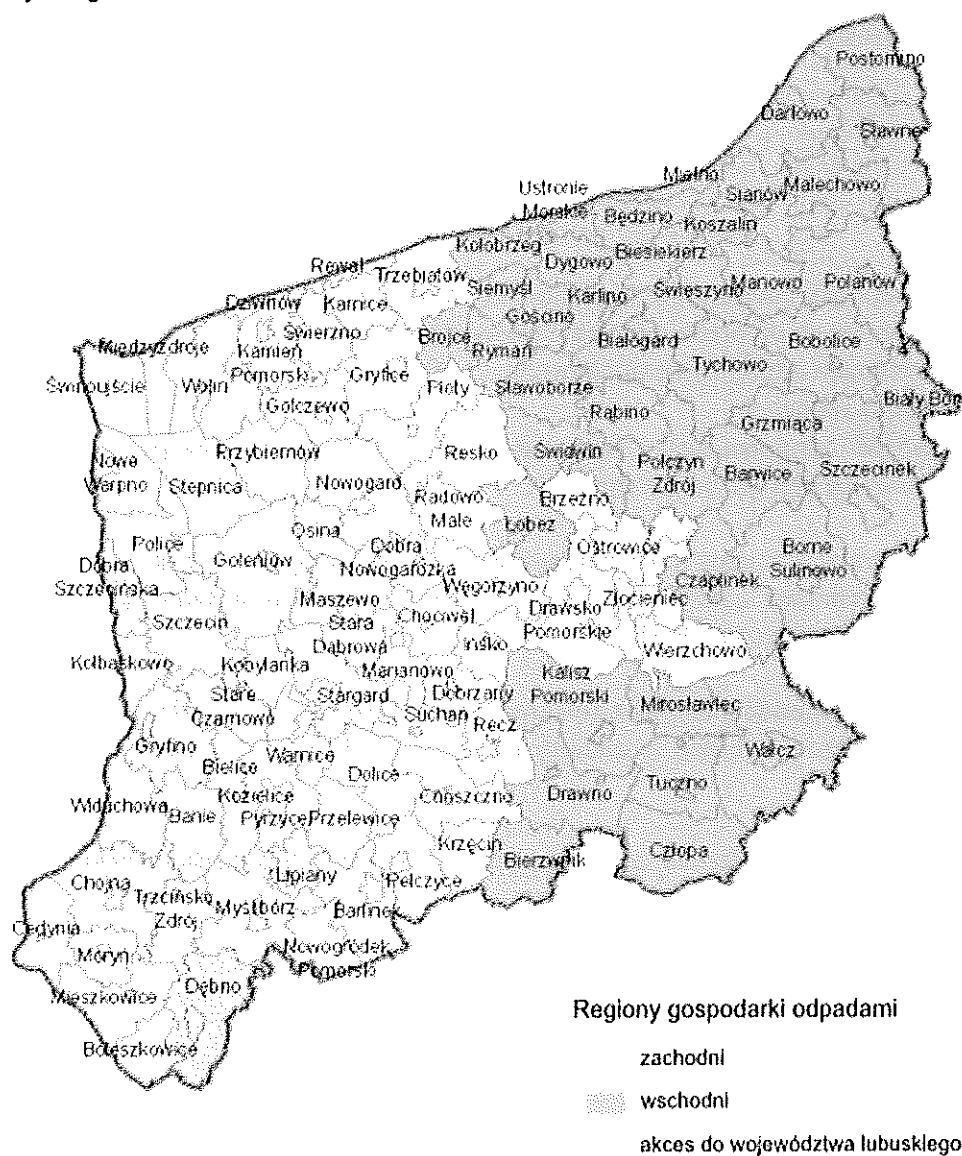 Postomino
Darłowo
Sławno
Mielno
Ustronie
Morskie
Sianów
Malechowo
Będzino
Koszalin
Kołobrzeg
Dygowo
Biesiekierz
Rewal
Trzebiatów
Siemyśl
Karlino
Świeszyno
Manowo
Polanów
Dziwnów
Karnice
Gościno
Świerzno
Brojce
Rymań
Białogard
Bobolice
Międzyzdroje
Kamień
Pomorski
Tychowo
Świnoujście
Wolin
Gryfice
Płoty
Sławoborze
Biały Bór
Golczewo
Rąbino
Grzmiąca
Przybiernów
Resko
Świdwin
Połczyn
Zdrój
Barwice
Szczecinek
Nowe
Warpno
Stepnica
Nowogard
Radowo
Małe
Brzeżno
Osina
Łobez
Police
Goleniów
Dobra
Nowogardzka
Ostrowice
Borne
Sulinowo
Dobra
Szczecińska
Węgorzyno
Czaplinek
Maszewo
Chociwel
Złocieniec
Szczecin
Stara
Dąbrowa
Drawsko
Pomorskie
Ińsko
Wierzchowo
Kołbaskowo
Kobylanka
Marianowo
Kalisz
Pomorski
Stare
Czarnowo
Stargard
Dobrzany
Suchań
Recz
Mirosławiec
Gryfino
Warnice
Wałcz
Bielice
Dolice
Tuczno
Widuchowa
Kozielice
Choszczno
Drawno
Banie
Pyrzyce
Przelewice
Krzęcin
Bierzwnik
Człopa
Chojna
Lipiany
Pełczyce
Trzcińsko
Zdrój
Myślibórz
Barlinek
Cedynia
Moryń
Nowogródek
Pomorski
Mieszkowice
Dębno
Boleszkowice
Regiony gospodarki odpadami
zachodni
wschodni
akces do województwa lubuskiego